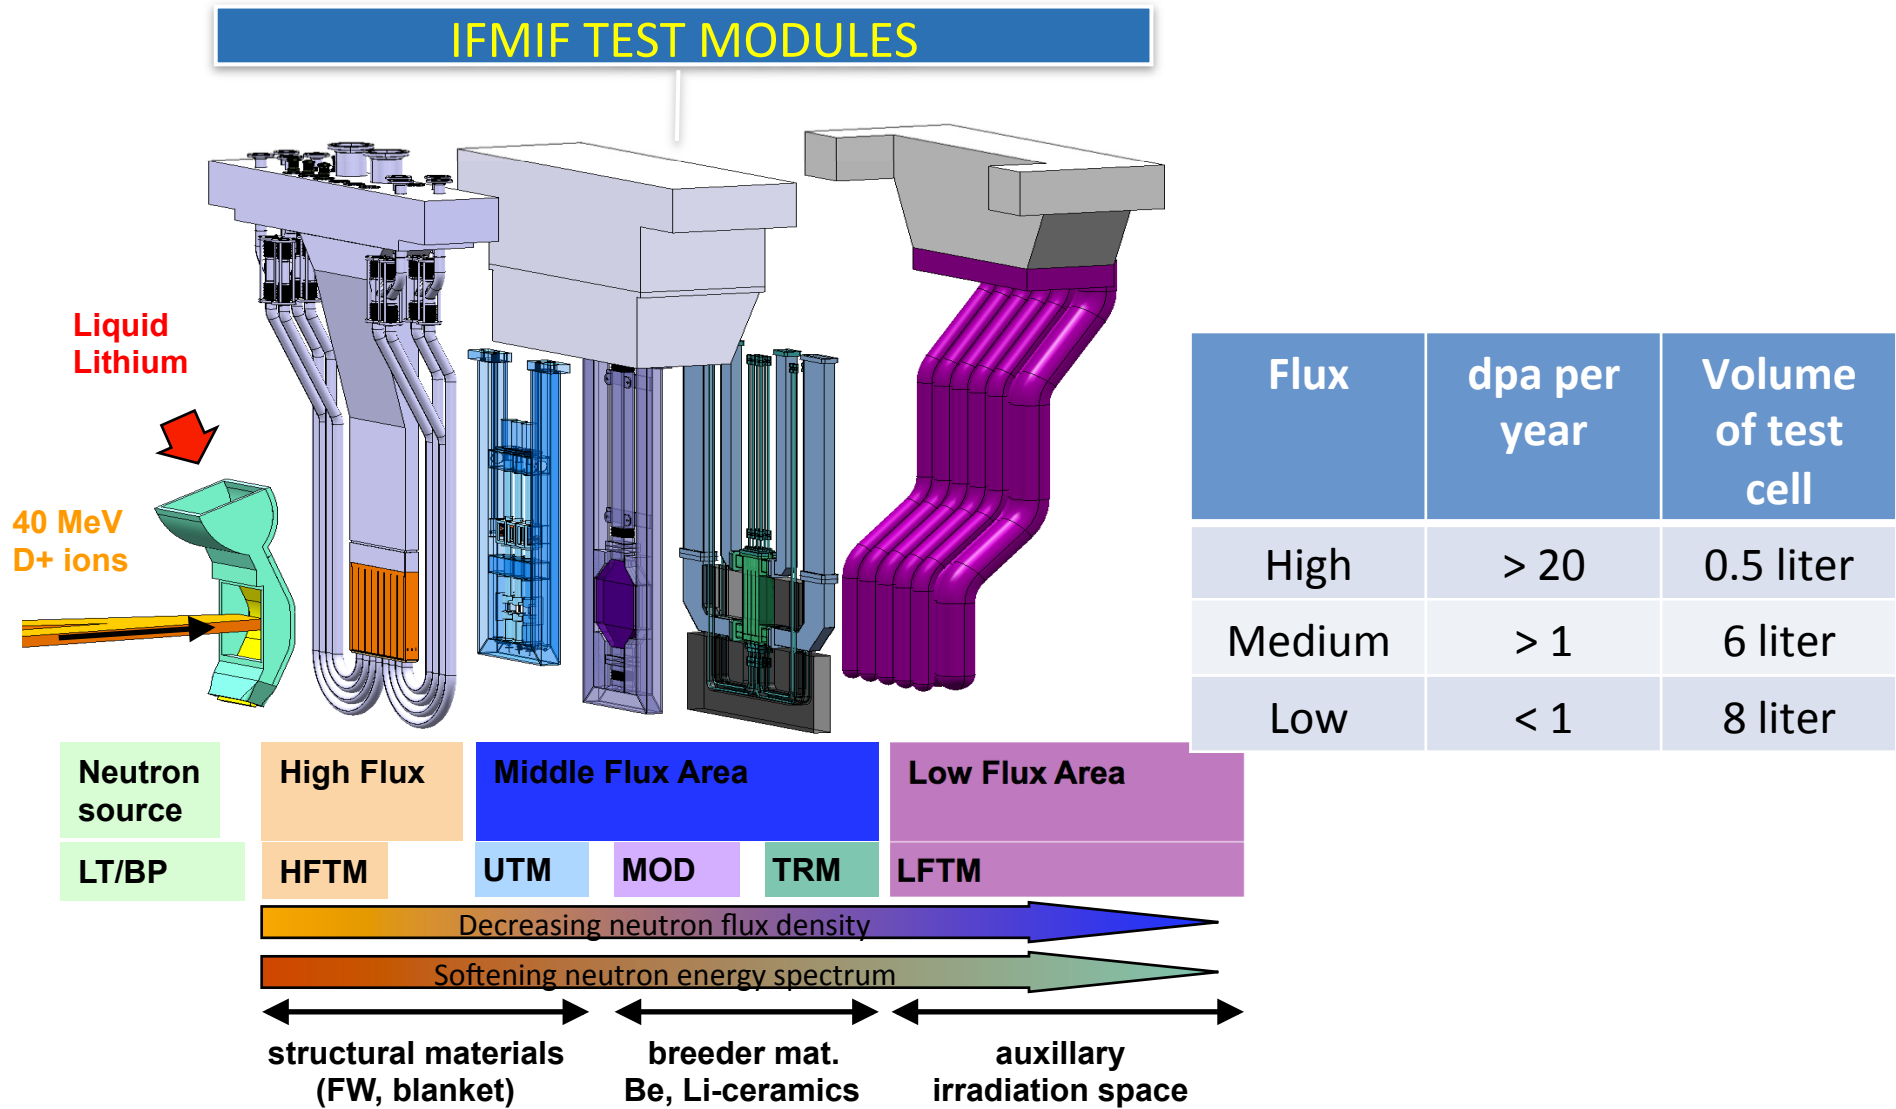 IFMIF TEST MODULES
Liquid
Lithium
40 MeV
D+ ions
Flux
dpa per
year
Volume
of test
cell
High
> 20
0.5 liter
Medium
> 1
6 liter
Low
< 1
8 liter
Neutron
source
High Flux
Middle Flux Area
Low Flux Area
LT/BP
HFTM
UTM
MOD
TRM
LFTM
Decreasing neutron flux density
Softening neutron energy spectrum
structural materials
(FW, blanket)
breeder mat.
Be, Li-ceramics
auxillary
irradiation space